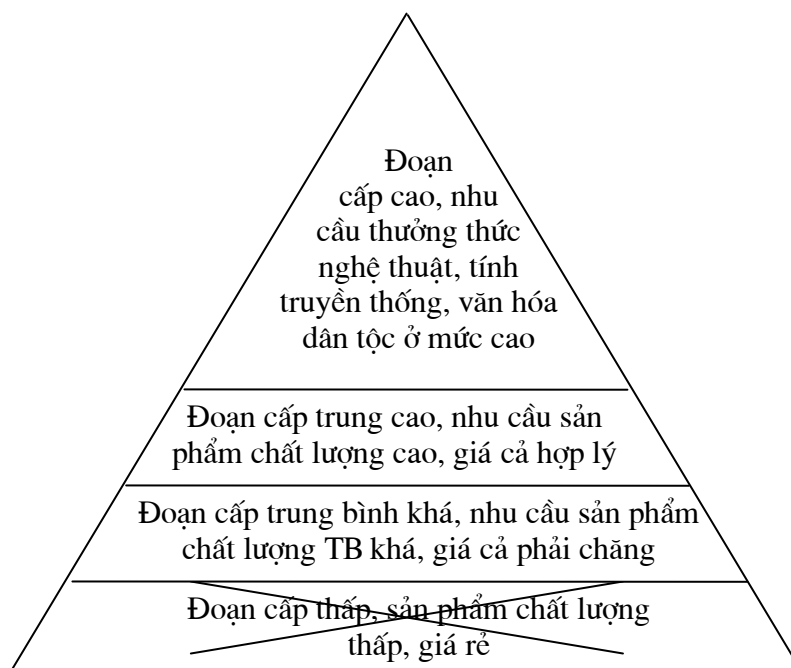 Đoạn
cấp cao, nhu
cầu thưởng thức
nghệ thuật, tính
truyền thống, văn hóa
dân tộc ở mức cao
Đoạn cấp trung cao, nhu cầu sản
phẩm chất lượng cao, giá cả hợp lý
Đoạn cấp trung bình khá, nhu cầu sản phẩm
chất lượng TB khá, giá cả phải chăng
Đoạn cấp thấp, sản phẩm chất lượng
thấp, giá rẻ